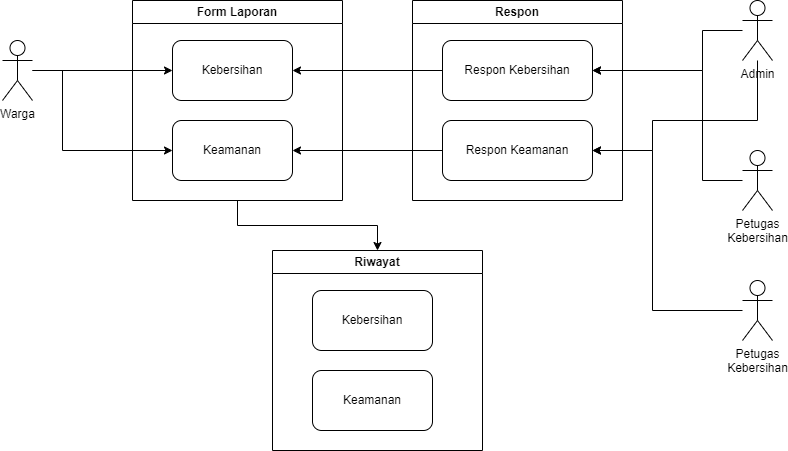 Form Laporan
Respon
Kebersihan
Respon Kebersihan
Admin
Warga
Keamanan
Respon Keamanan
Petugas
Kebersihan
Riwayat
Kebersihan
Petugas
Kebersihan
Keamanan